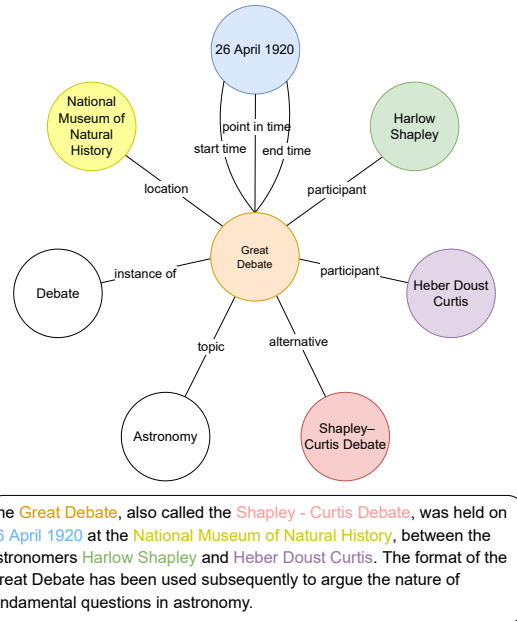 26 April 1920
National
Museum of
Natural
History
Harlow
Shapley
point in time
start time
end time
location
participant
Great
Debate
instance of
participant
Debate
Heber Doust
Curtis
topic
alternative
Astronomy
Shapley–
Curtis Debate
he Great Debate, also called the Shapley - Curtis Debate, was held on
6 April 1920 at the National Museum of Natural History, between the
stronomers Harlow Shapley and Heber Doust Curtis. The format of the
reat Debate has been used subsequently to argue the nature of
ndamental questions in astronomy.